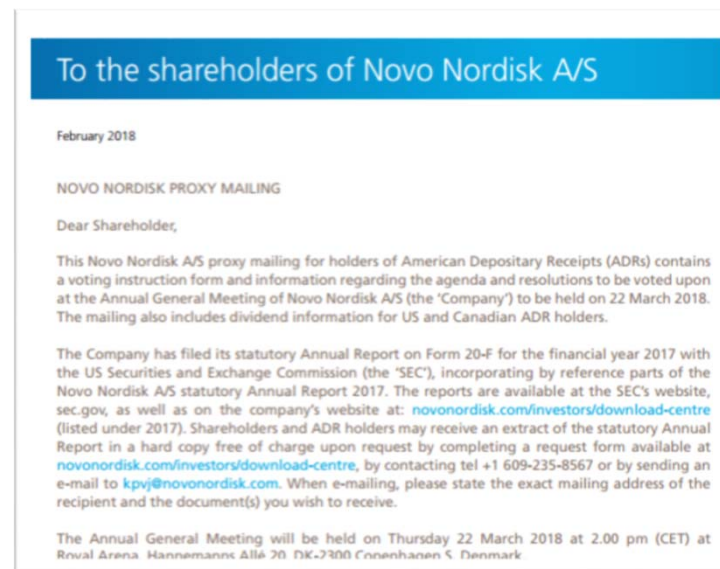 To the shareholders of Novo Nordisk A/S
February 2018
NOVO NORDISK PROXY MAILING
Dear Shareholder,
This Novo Nordisk A/S proxy mailing for holders of American Depositary Receipts (ADRs) contains
a voting instruction form and information regarding the agenda and resolutions to be voted upon
at the Annual General Meeting of Novo Nordisk A/S (the ‘Company’) to be held on 22 March 2018.
The mailing also includes dividend information for US and Canadian ADR holders.
The Company has filed its statutory Annual Report on Form 20-F for the financial year 2017 with
the US Securities and Exchange Commission (the ‘SEC’), incorporating by reference parts of the
Novo Nordisk A/S statutory Annual Report 2017. The reports are available at the SEC’s website,
sec.gov, as well as on the company’s website at: novonordisk.com/investors/download-centre
(listed under 2017). Shareholders and ADR holders may receive an extract of the statutory Annual
Report in a hard copy free of charge upon request by completing a request form available at
novonordisk.com/investors/download-centre, by contacting tel +1 609-235-8567 or by sending an
e-mail to kpvj@novonordisk.com. When e-mailing, please state the exact mailing address of the
recipient and the document(s) you wish to receive.
The Annual General Meeting will be held on Thursday 22 March 2018 at 2.00 pm (CET) at
Royal Arena, Hannemanns Allé 20, DK-2300 Copenhagen S, Denmark.